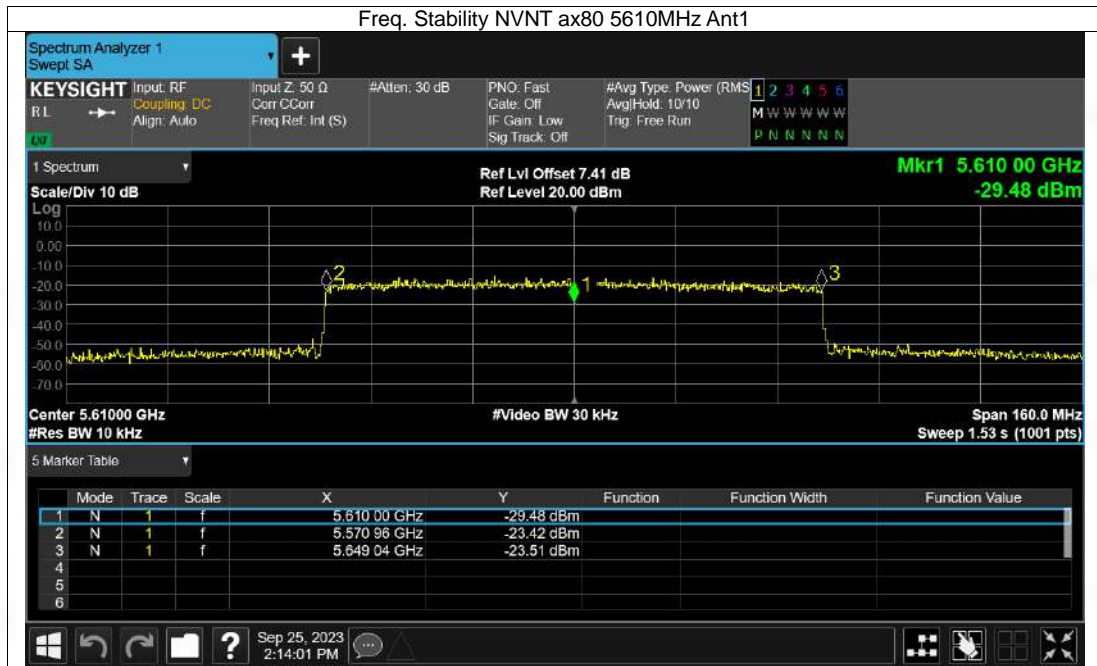 Freq. Stability NVNT ax80 5610MHz Ant1
Spectrum Analyzer 1
Swept SA
+
KEYSIGHT Input: RF Input Z: 50 Ω #Atten: 30 dB PNO: Fast #Avg Type: Power (RMS 1 2 3 4 5 6
RL Coupling: DC Corr CCorr Gate: Off Avg|Hold: 10/10 M W W W W W
Align: Auto Freq Ref: Int (S) IF Gain: Low Trig: Free Run
Sig Track: Off P N N N N N
LXI
1 Spectrum Ref Lvl Offset 7.41 dB Mkr1 5.610 00 GHz
Scale/Div 10 dB Ref Level 20.00 dBm -29.48 dBm
Log
10.0
0.00
-10.0
2 3
-20.0
1
-30.0
-40.0
-50.0
-60.0
-70.0
Center 5.61000 GHz #Video BW 30 kHz Span 160.0 MHz
#Res BW 10 kHz Sweep 1.53 s (1001 pts)
5 Marker Table
Mode Trace Scale X Y Function Function Width Function Value
1 N 1 f 5.610 00 GHz -29.48 dBm
2 N 1 f 5.570 96 GHz -23.42 dBm
3 N 1 f 5.649 04 GHz -23.51 dBm
4
5
6
? Sep 25, 2023
2:14:01 PM